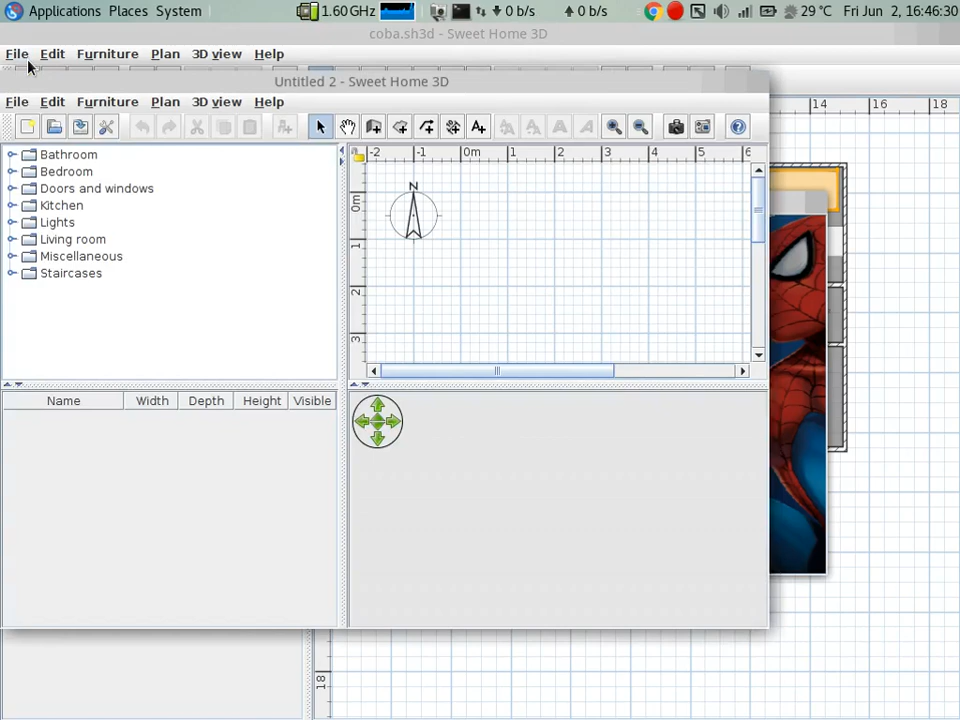 Applications Places System 1.60 GHz 0 b/s 0 b/s 29 °C Fri Jun 2, 16:46:30
coba.sh3d - Sweet Home 3D
File Edit Furniture Plan 3D view Help
Untitled 2 - Sweet Home 3D
File Edit Furniture Plan 3D view Help
14 16 18
-2 -1 0m 1 2 3 4 5 6
Bathroom
Bedroom
Doors and windows
Kitchen
Lights
Living room
Miscellaneous
Staircases
N
0m
1
2
3
Name Width Depth Height Visible
18